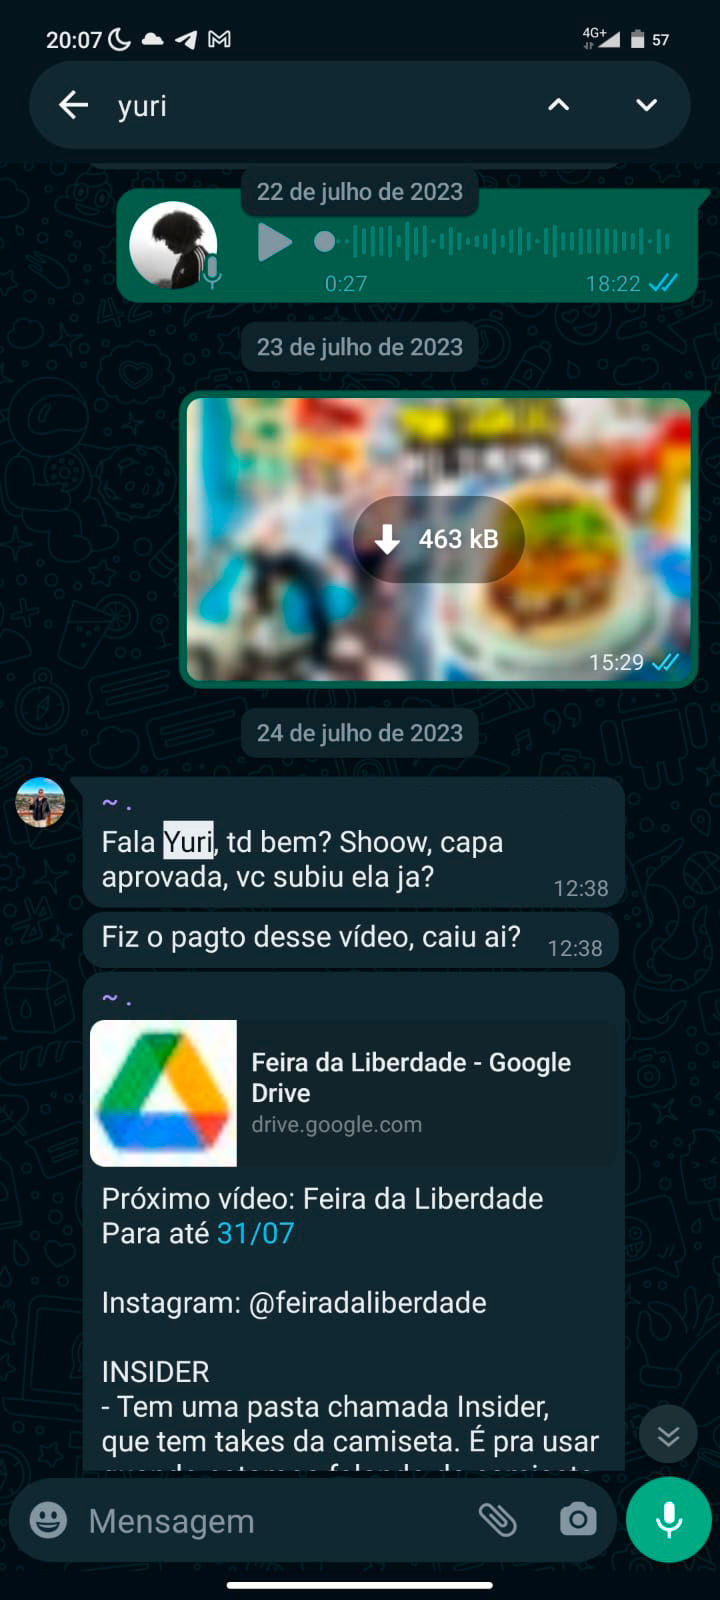 20:07
4G+
57
yuri
22 de julho de 2023
0:27
18:22
23 de julho de 2023
463 kB
15:29
24 de julho de 2023
~ .
Fala Yuri, td bem? Shoow, capa
aprovada, vc subiu ela ja?
12:38
Fiz o pagto desse vídeo, caiu ai?
12:38
~ .
Feira da Liberdade - Google
Drive
drive.google.com
Próximo vídeo: Feira da Liberdade
Para até 31/07
Instagram: @feiradaliberdade
INSIDER
- Tem uma pasta chamada Insider,
que tem takes da camiseta. É pra usar
Mensagem